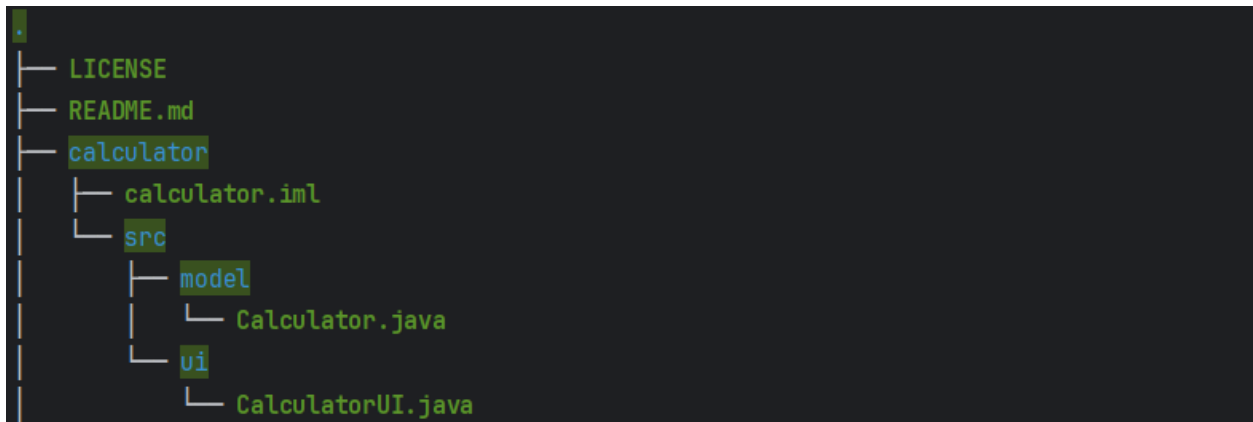 .
├── LICENSE
├── README.md
├── calculator
│   ├── calculator.iml
│   └── src
│       ├── model
│       │   └── Calculator.java
│       └── ui
│           └── CalculatorUI.java